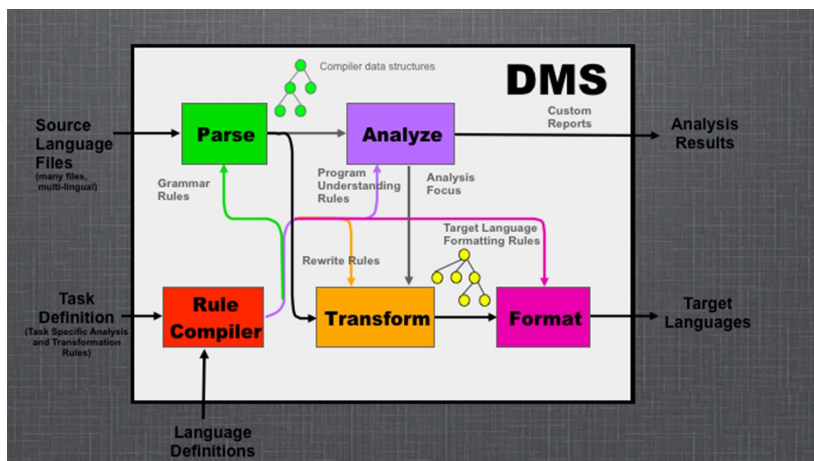 DMS
Compiler data structures
Source
Language
Files
(many files,
multi-lingual)
Parse
Analyze
Custom
Reports
Analysis
Results
Grammar
Rules
Program
Understanding
Rules
Analysis
Focus
Target Language
Formatting Rules
Rewrite Rules
Task
Definition
(Task Specific Analysis
and Transformation
Rules)
Rule
Compiler
Transform
Format
Target
Languages
Language
Definitions